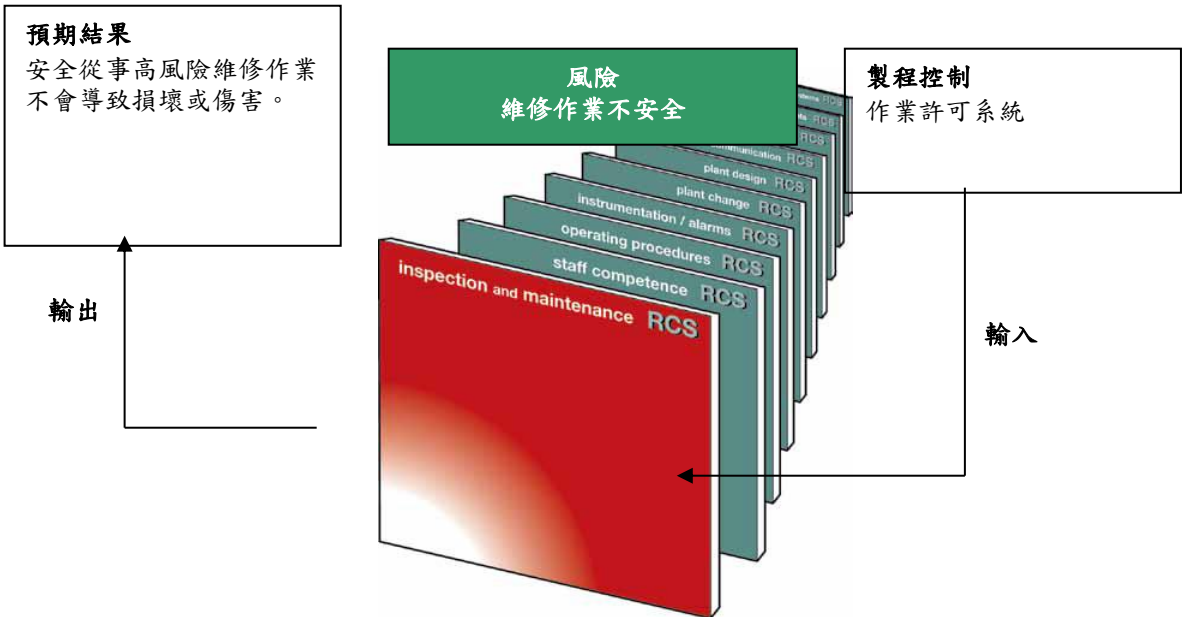 預期結果
安全從事高風險維修作業
不會導致損壞或傷害。
風險
維修作業不安全
製程控制
作業許可系統
輸出
輸入
RCS
RCS
RCS
communication RCS
plant design RCS
plant change RCS
instrumentation / alarms RCS
operating procedures RCS
staff competence RCS
inspection and maintenance RCS